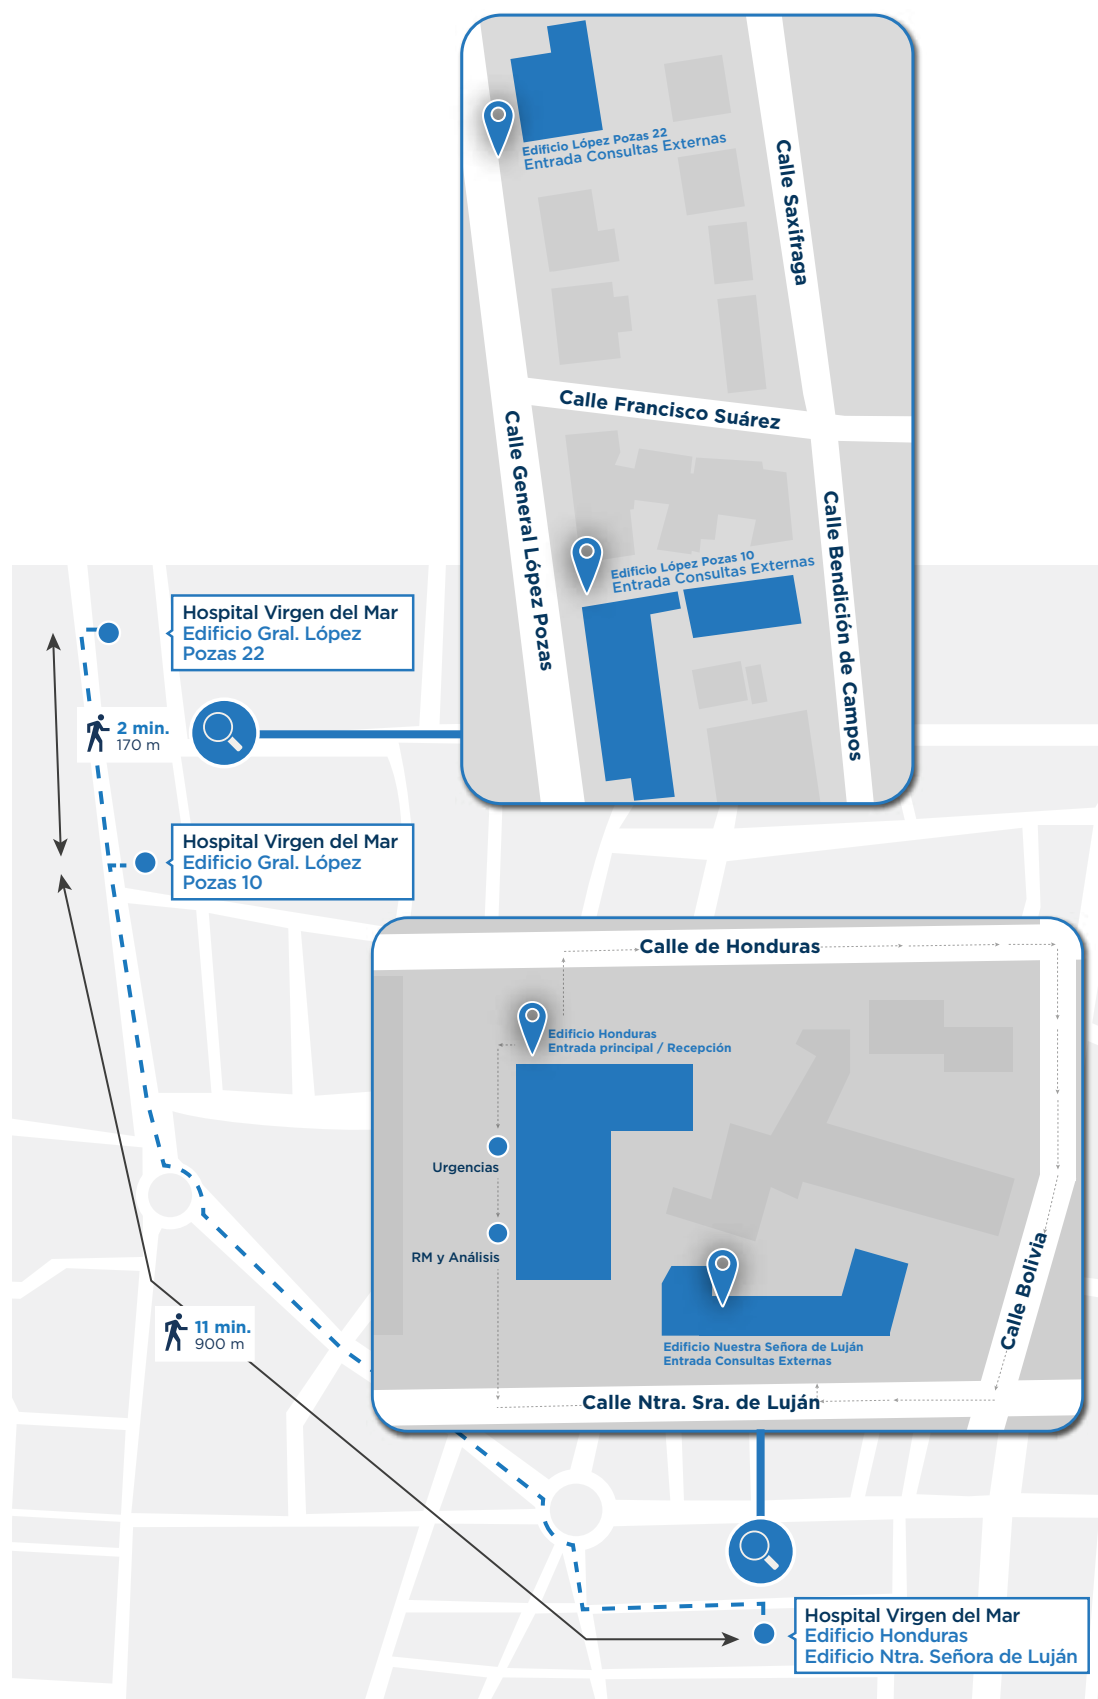 Edificio López Pozas 22
Entrada Consultas Externas
Calle Saxifraga
Calle Francisco Suárez
Calle General López Pozas
Calle Bendición de Campos
Edificio López Pozas 10
Entrada Consultas Externas
Hospital Virgen del Mar
Edificio Gral. López
Pozas 22
2 min.
170 m
Hospital Virgen del Mar
Edificio Gral. López
Pozas 10
Calle de Honduras
Edificio Honduras
Entrada principal / Recepción
Urgencias
RM y Análisis
Calle Bolivia
Edificio Nuestra Señora de Luján
Entrada Consultas Externas
Calle Ntra. Sra. de Luján
11 min.
900 m
Hospital Virgen del Mar
Edificio Honduras
Edificio Ntra. Señora de Luján